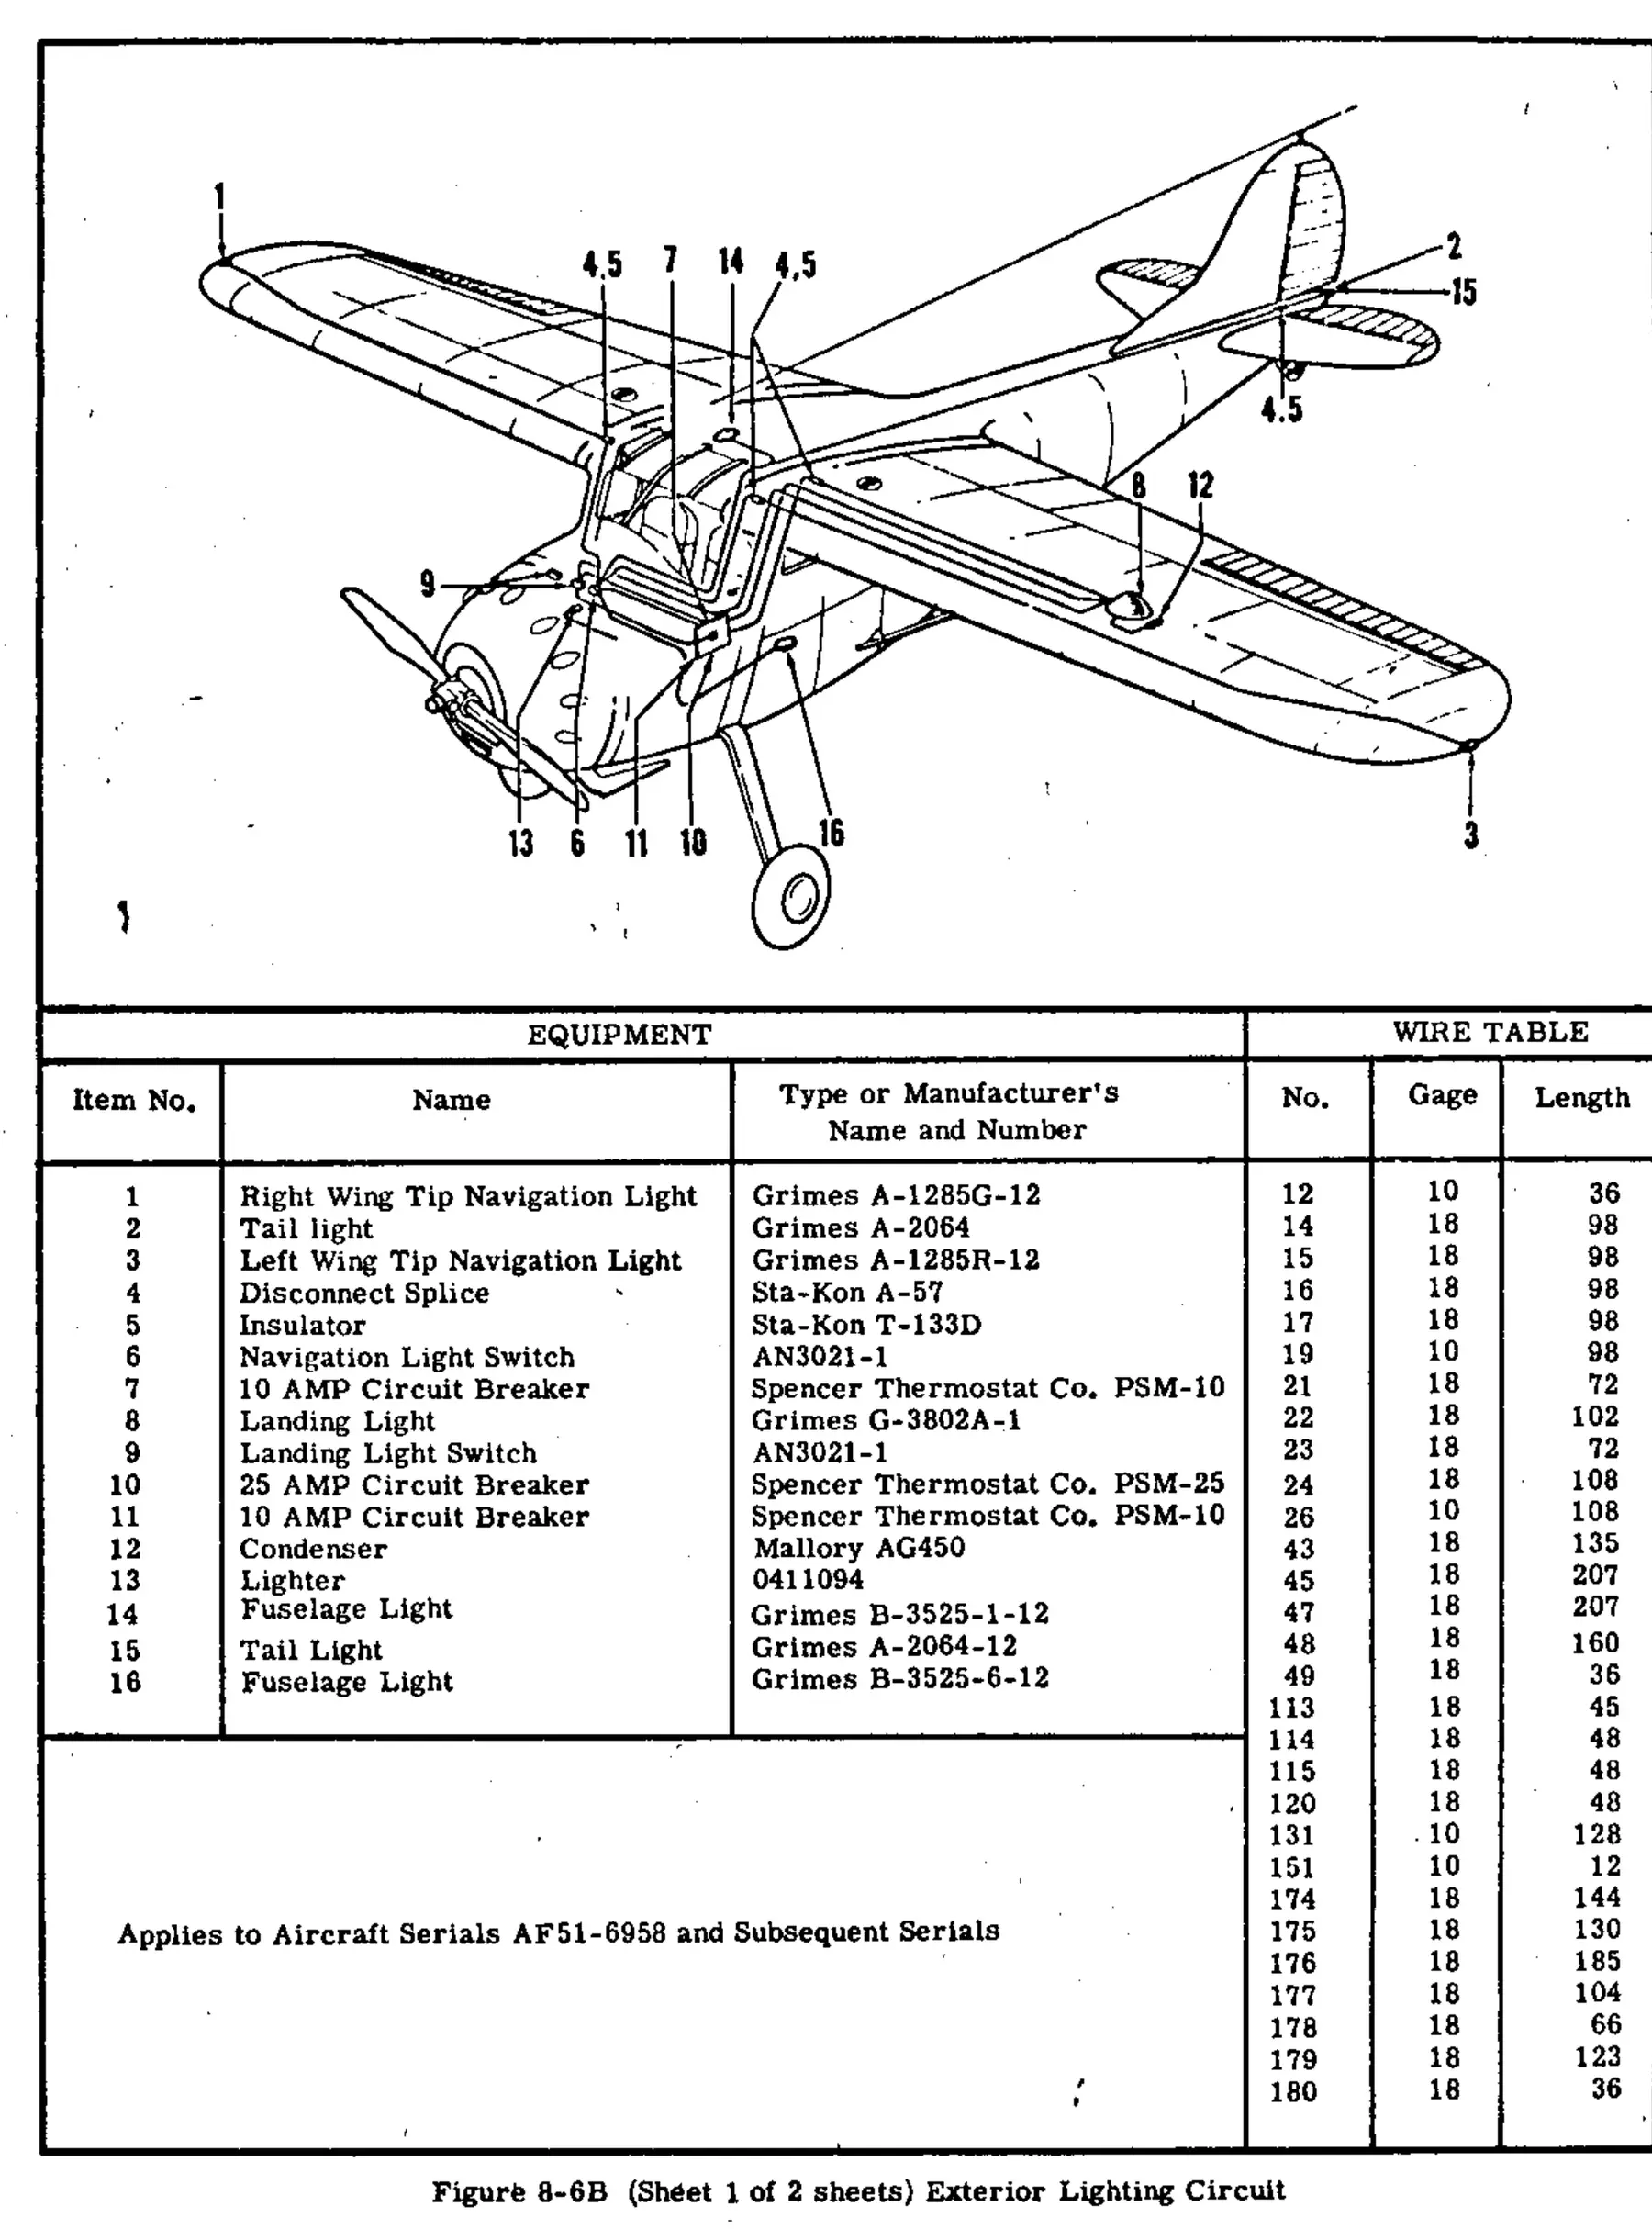 1
4.5 7 14 4,5
2
15
4.5
8 12
9
13 6 11 10 16
3
EQUIPMENT WIRE TABLE
Item No. Name Type or Manufacturer's Name and Number No. Gage Length
1 Right Wing Tip Navigation Light Grimes A-1285G-12 12 10 36
2 Tail light Grimes A-2064 14 18 98
3 Left Wing Tip Navigation Light Grimes A-1285R-12 15 18 98
4 Disconnect Splice Sta-Kon A-57 16 18 98
5 Insulator Sta-Kon T-133D 17 18 98
6 Navigation Light Switch AN3021-1 19 10 98
7 10 AMP Circuit Breaker Spencer Thermostat Co. PSM-10 21 18 72
8 Landing Light Grimes G-3802A-1 22 18 102
9 Landing Light Switch AN3021-1 23 18 72
10 25 AMP Circuit Breaker Spencer Thermostat Co. PSM-25 24 18 108
11 10 AMP Circuit Breaker Spencer Thermostat Co. PSM-10 26 10 108
12 Condenser Mallory AG450 43 18 135
13 Lighter 0411094 45 18 207
14 Fuselage Light Grimes B-3525-1-12 47 18 207
15 Tail Light Grimes A-2064-12 48 18 160
16 Fuselage Light Grimes B-3525-6-12 49 18 36
113 18 45
114 18 48
115 18 48
120 18 48
131 10 128
151 10 12
174 18 144
Applies to Aircraft Serials AF51-6958 and Subsequent Serials 175 18 130
176 18 185
177 18 104
178 18 66
179 18 123
180 18 36
Figure 8-6B (Sheet 1 of 2 sheets) Exterior Lighting Circuit